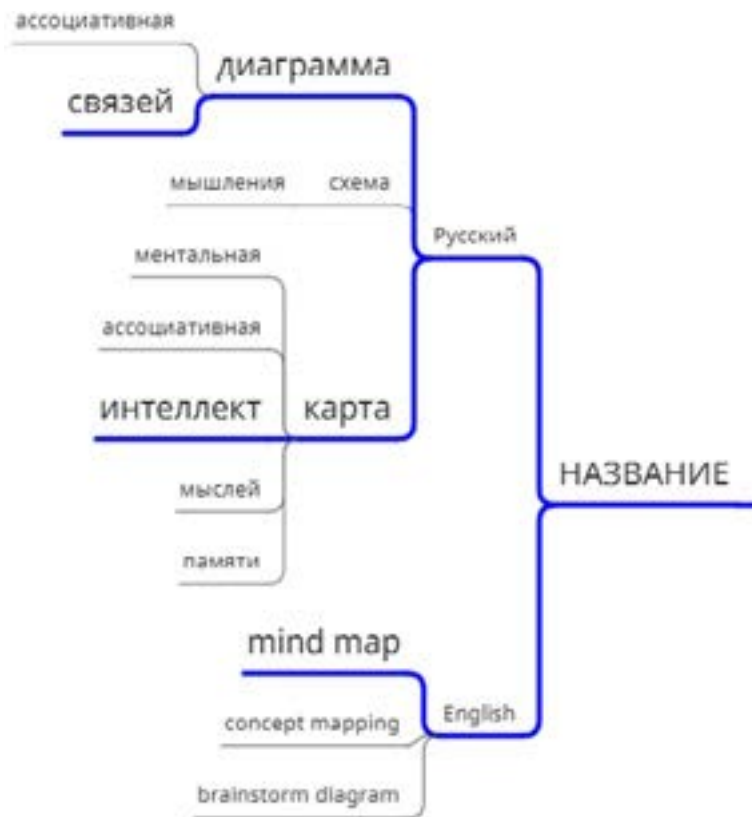 ассоциативная
диаграмма
связей
мышления схема
Русский
ментальная
ассоциативная
интеллект карта
НАЗВАНИЕ
мыслей
памяти
mind map
English
concept mapping
brainstorm diagram